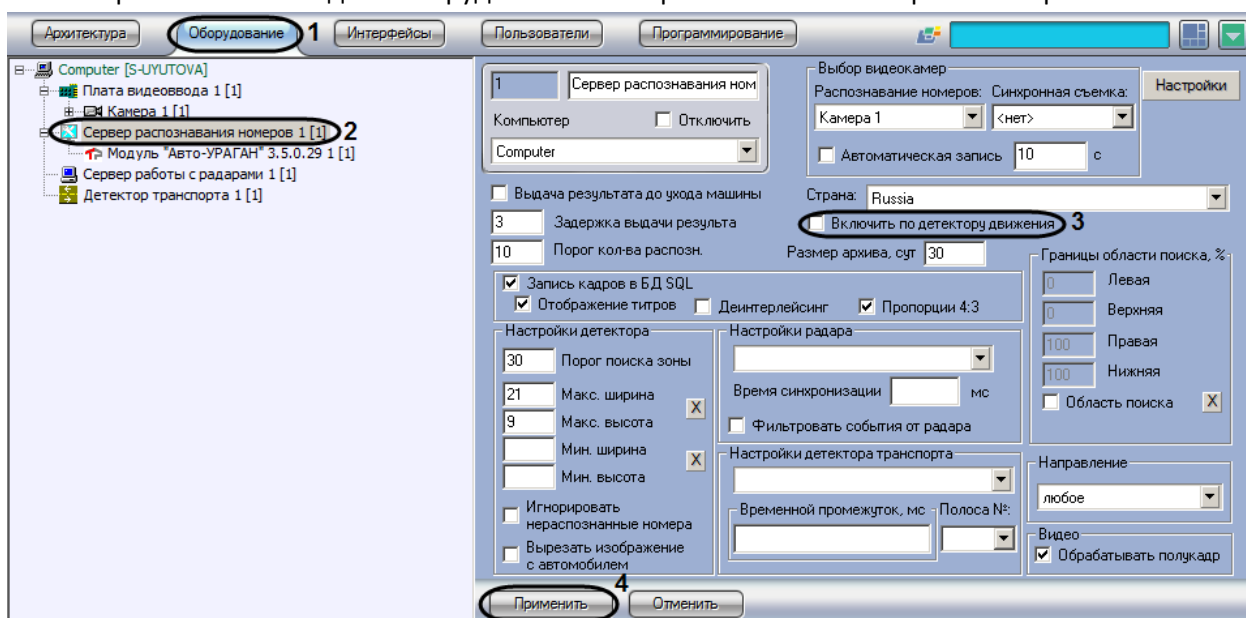 Архитектура Оборудование 1 Интерфейсы Пользователи Программирование
Computer [S-UYUTOVA]
Плата видеоввода 1 [1]
Камера 1 [1]
Сервер распознавания номеров 1 [1] 2
Модуль "Авто-УРАГАН" 3.5.0.29 1 [1]
Сервер работы с радарами 1 [1]
Детектор транспорта 1 [1]
1 Сервер распознавания ном
Компьютер Отключить
Computer
Выбор видеокамер
Распознавание номеров: Синхронная съемка:
Камера 1 <нет>
Автоматическая запись 10 с
Настройки
Выдача результата до ухода машины
3 Задержка выдачи результа
10 Порог кол-ва распозн.
Страна: Russia
Включить по детектору движения 3
Размер архива, сут 30
Запись кадров в БД SQL
Отображение титров Деинтерлейсинг Пропорции 4:3
Границы области поиска, %
0 Левая
0 Верхняя
100 Правая
100 Нижняя
Область поиска X
Настройки детектора
30 Порог поиска зоны
21 Макс. ширина
X
9 Макс. высота
Мин. ширина
X
Мин. высота
Игнорировать
нераспознанные номера
Вырезать изображение
с автомобилем
Настройки радара
Время синхронизации мс
Фильтровать события от радара
Настройки детектора транспорта
Временной промежуток, мс Полоса №:
Направление
любое
Видео
Обрабатывать полукадр
4
Применить Отменить